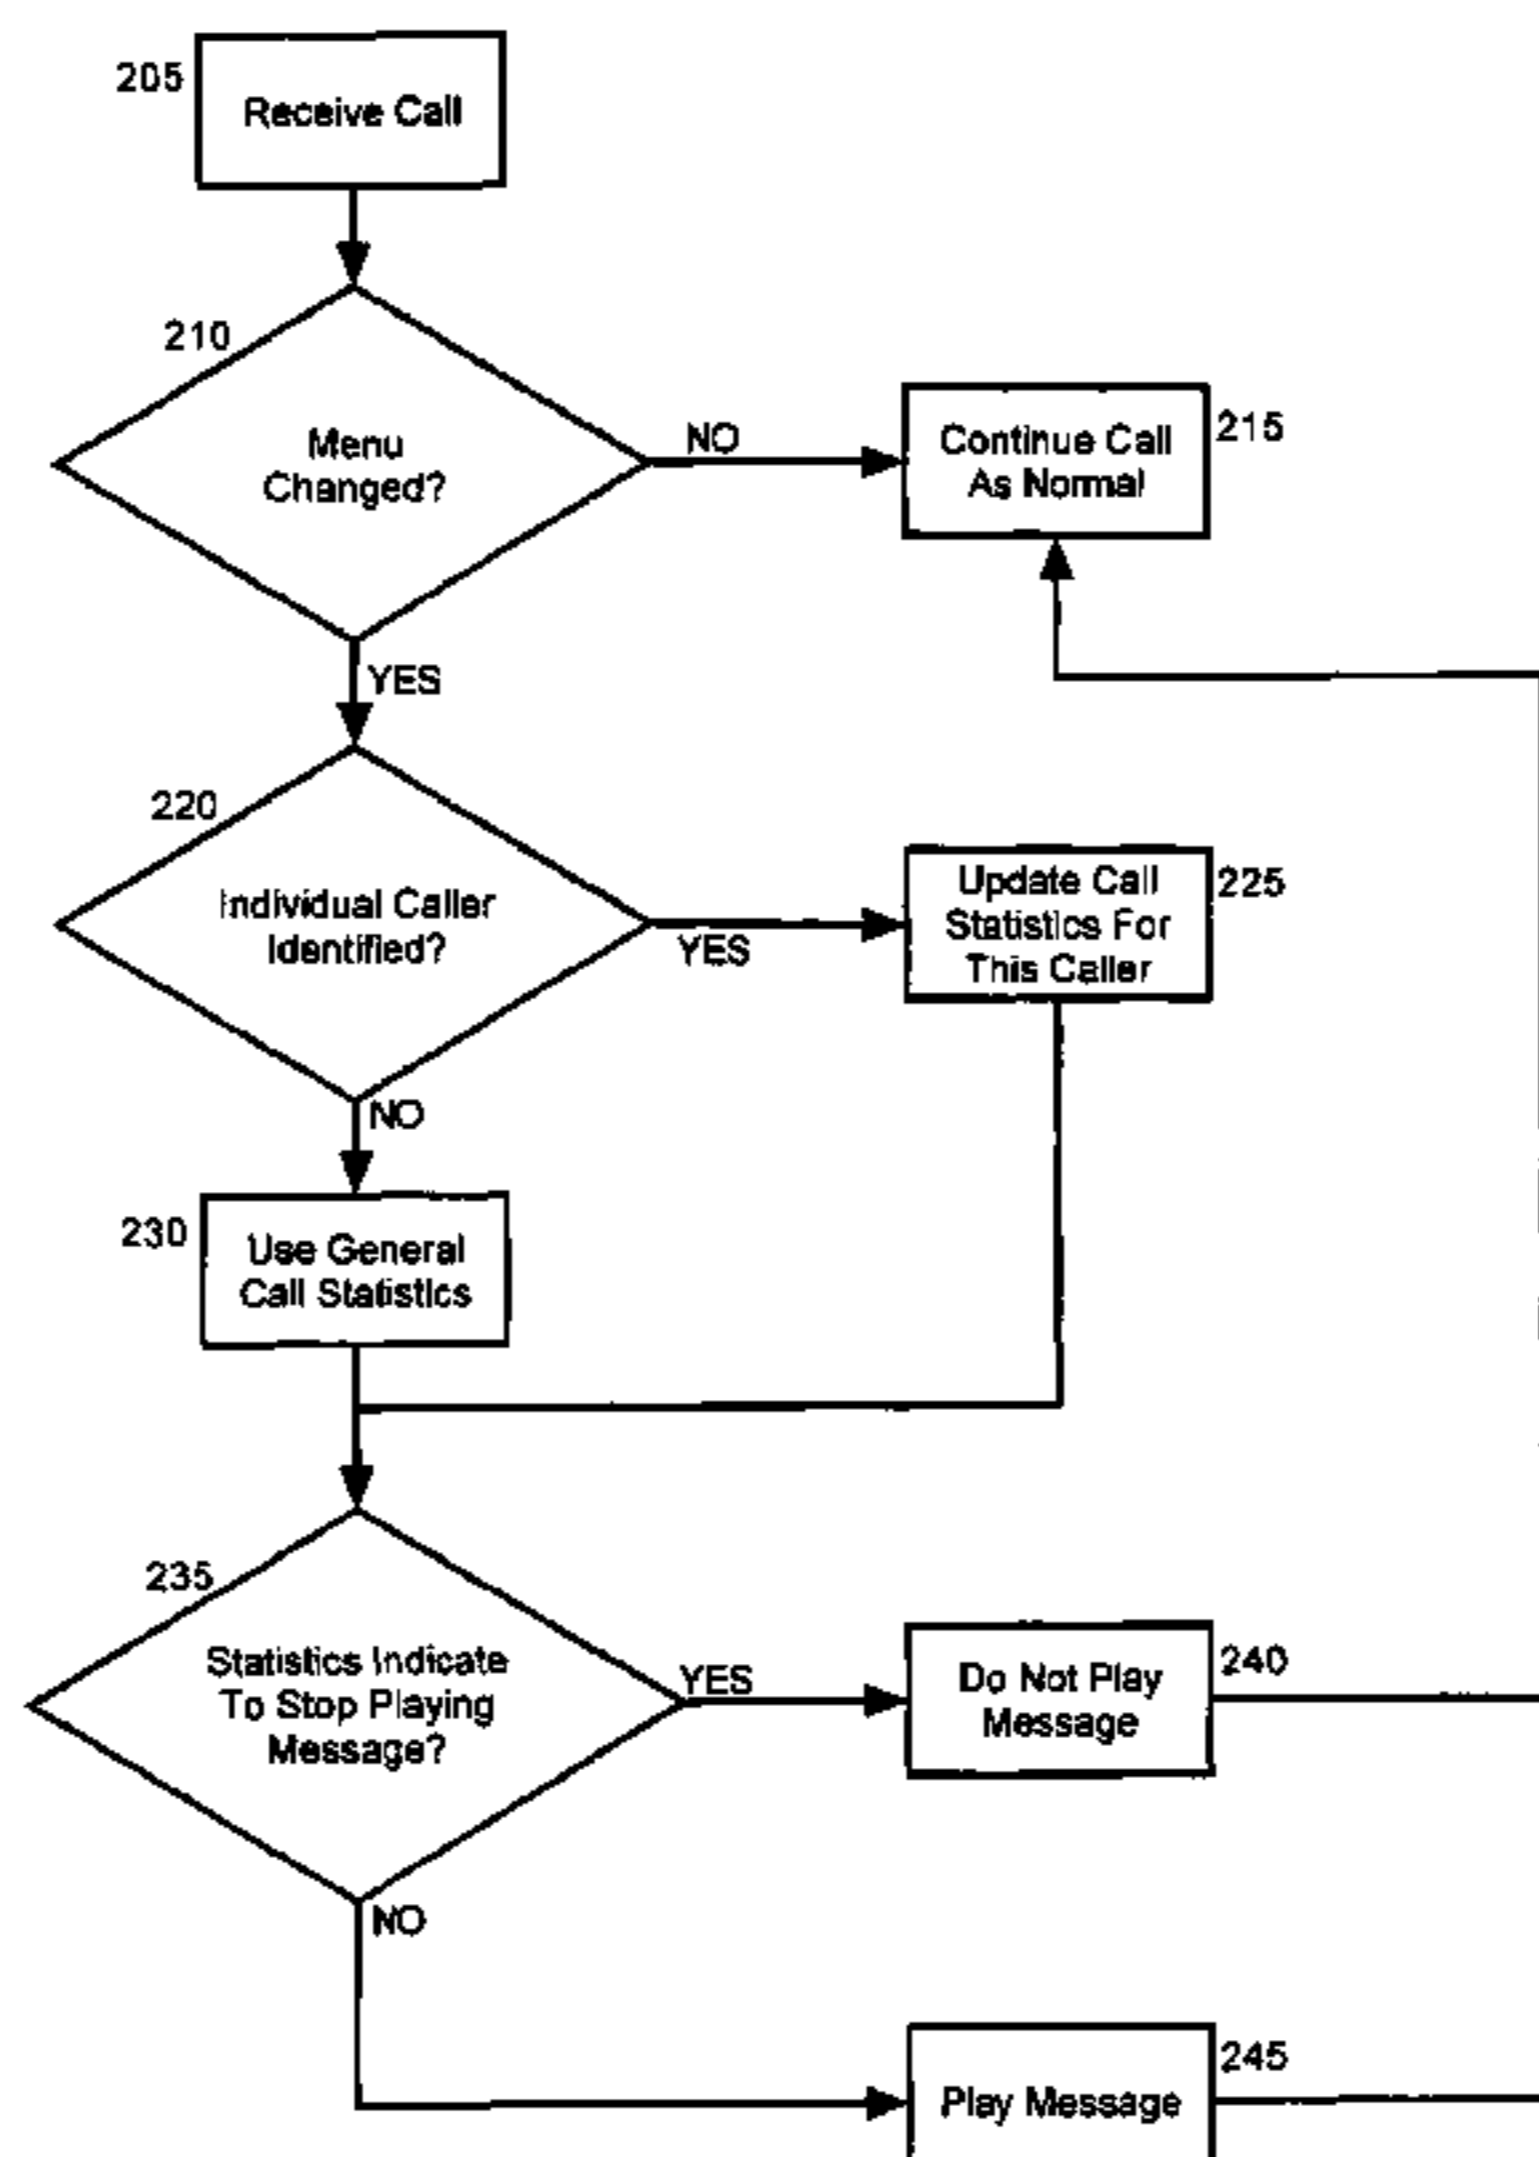 205
Receive Call
210
Menu
Changed?
NO
Continue Call
As Normal
215
YES
220
Individual Caller
Identified?
YES
Update Call
Statistics For
This Caller
225
NO
230
Use General
Call Statistics
235
Statistics Indicate
To Stop Playing
Message?
YES
Do Not Play
Message
240
NO
Play Message
245